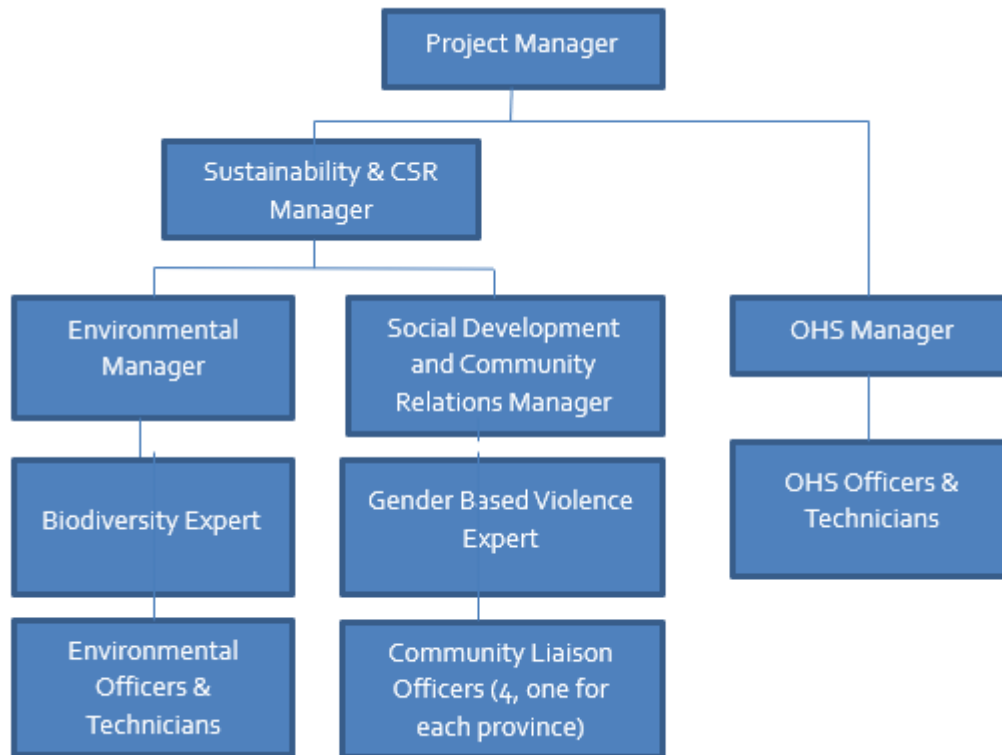 Project Manager
Sustainability & CSR
Manager
Environmental
Manager
Social Development
and Community
Relations Manager
OHS Manager
Biodiversity Expert
Gender Based Violence
Expert
OHS Officers &
Technicians
Environmental
Officers &
Technicians
Community Liaison
Officers (4, one for
each province)